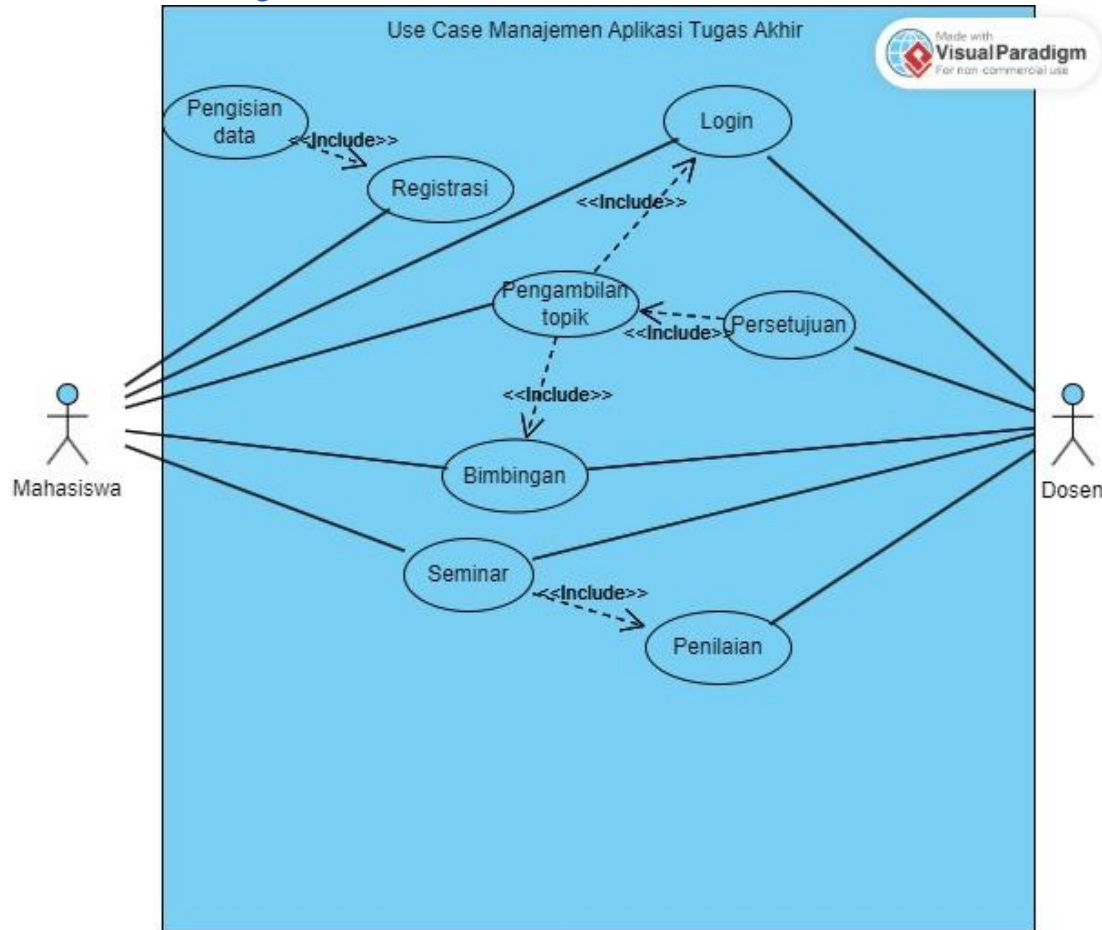 Use Case Manajemen Aplikasi Tugas Akhir
Made with
Visual Paradigm
For non-commercial use
Pengisian
data
<<Include>>
Login
Registrasi
<<Include>>
Pengambilan
topik
<<Include>>
Persetujuan
<<Include>>
Mahasiswa
Bimbingan
Dosen
Seminar
<<Include>>
Penilaian